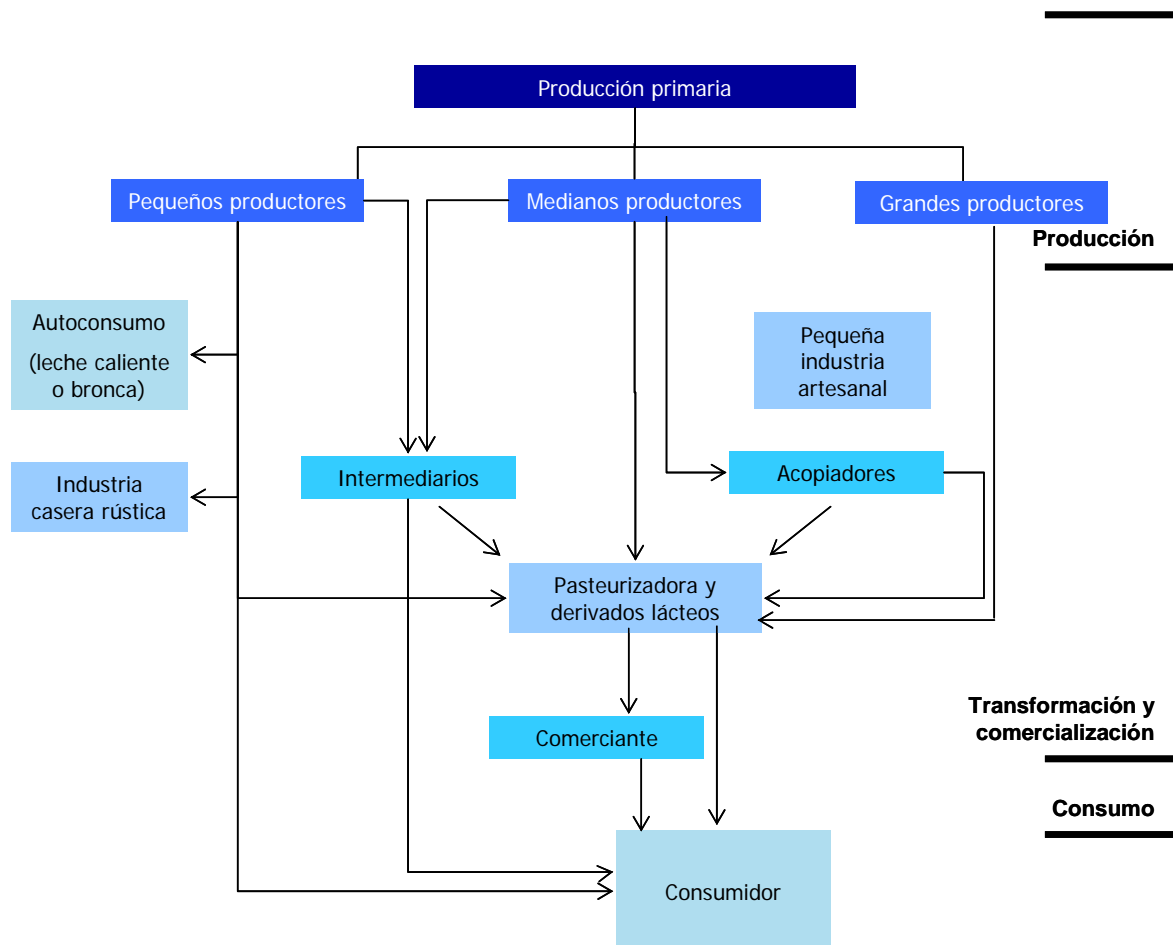 Producción primaria
Pequeños productores
Medianos productores
Grandes productores
Producción
Autoconsumo
(leche caliente
o bronca)
Pequeña
industria
artesanal
Industria
casera rústica
Intermediarios
Acopiadores
Pasteurizadora y
derivados lácteos
Transformación y
comercialización
Comerciante
Consumo
Consumidor